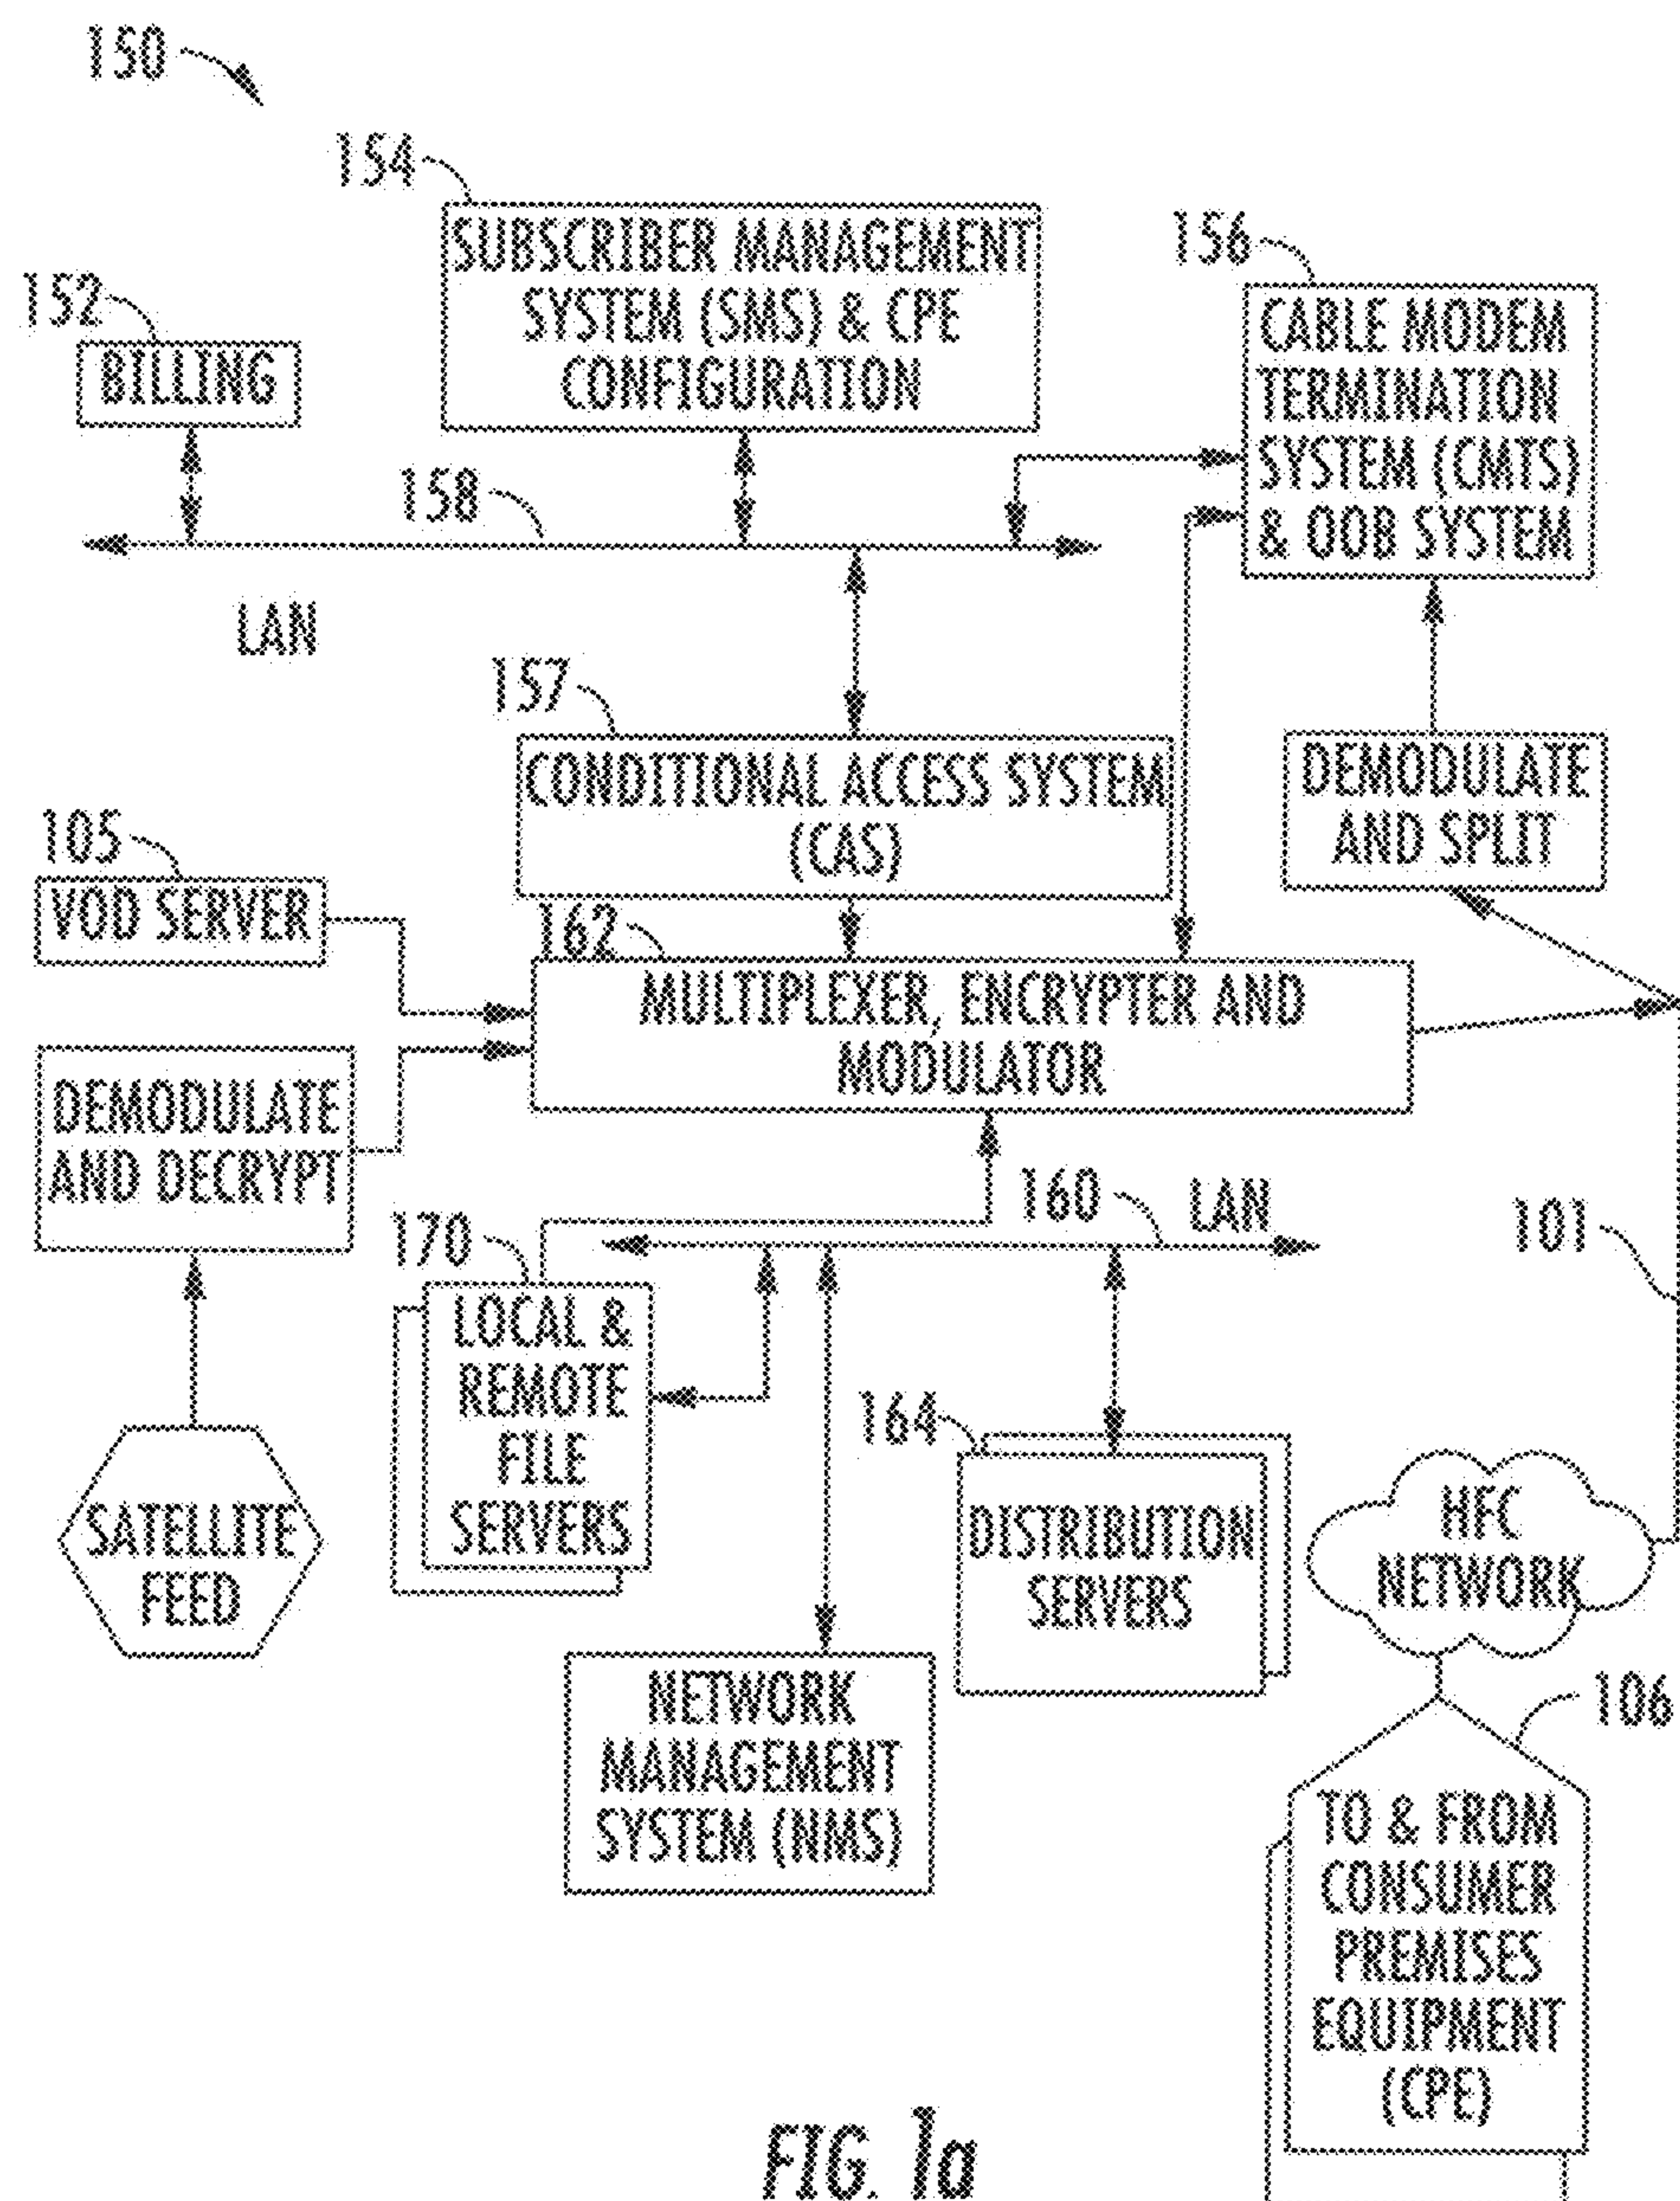 150
154
SUBSCRIBER MANAGEMENT
SYSTEM (SMS) & CPE
CONFIGURATION
156
CABLE MODEM
TERMINATION
SYSTEM (CMTS)
& OOB SYSTEM
152
BILLING
158
LAN
157
CONDITIONAL ACCESS SYSTEM
(CAS)
DEMODULATE
AND SPLIT
105
VOD SERVER
162
MULTIPLEXER, ENCRYPTER AND
MODULATOR
DEMODULATE
AND DECRYPT
160
LAN
101
170
LOCAL &
REMOTE
FILE
SERVERS
164
DISTRIBUTION
SERVERS
HFC
NETWORK
SATELLITE
FEED
NETWORK
MANAGEMENT
SYSTEM (NMS)
106
TO & FROM
CONSUMER
PREMISES
EQUIPMENT
(CPE)
FIG. 1a